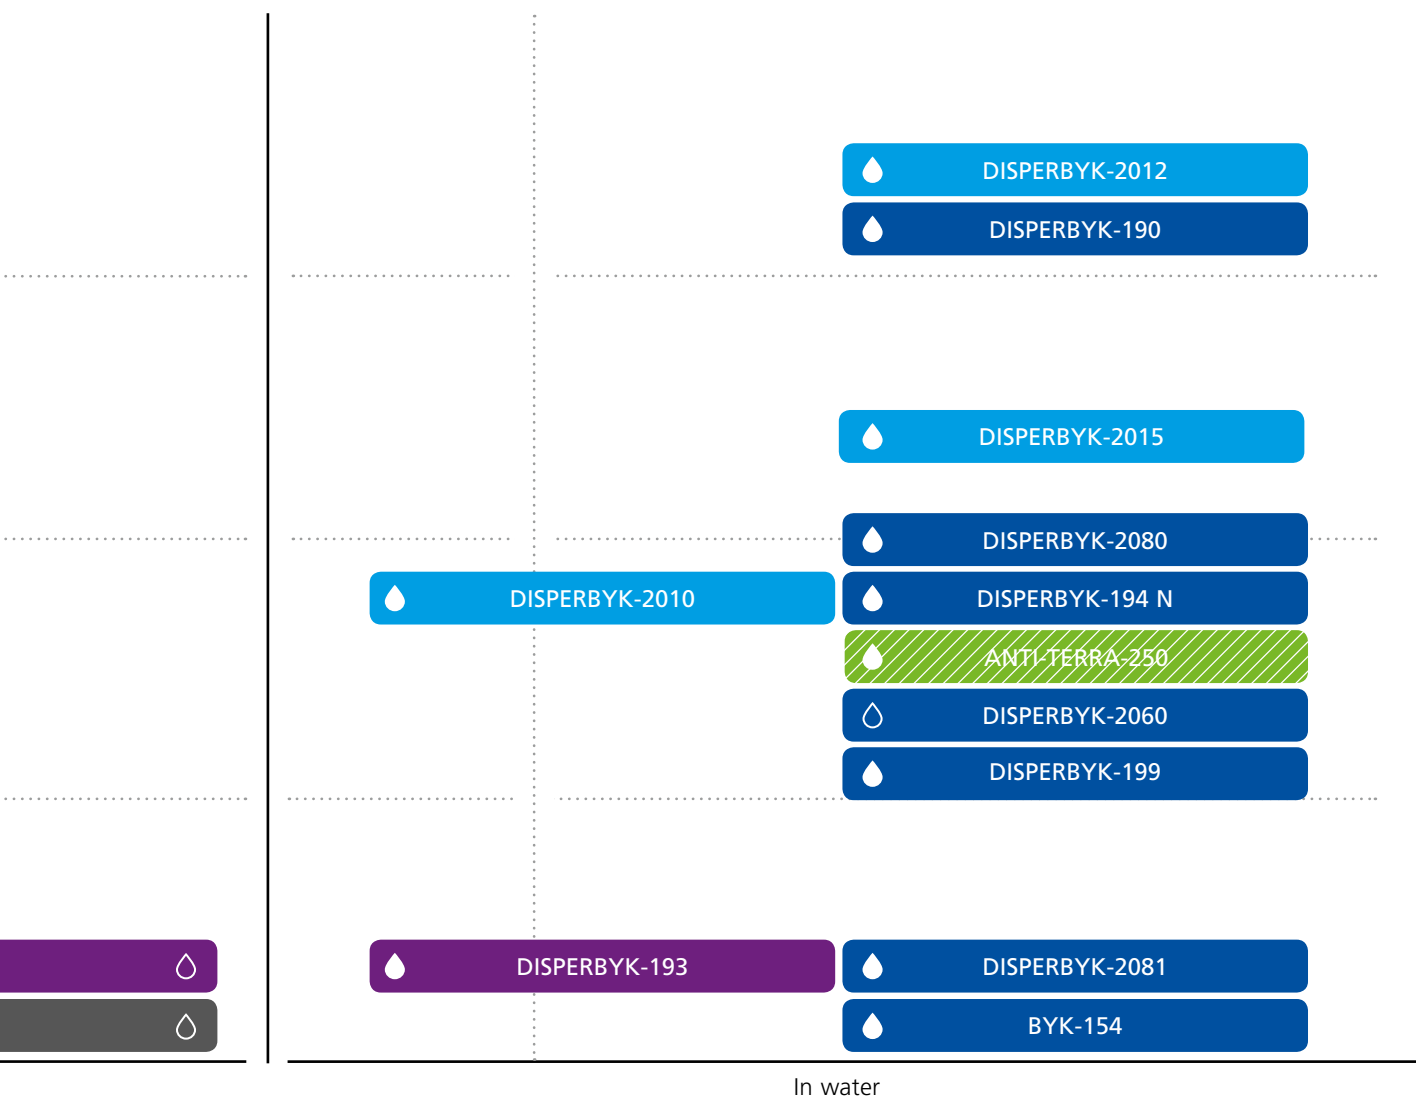 DISPERBYK-2012
DISPERBYK-190
DISPERBYK-2015
DISPERBYK-2080
DISPERBYK-2010
DISPERBYK-194 N
ANTI-TERRA-250
DISPERBYK-2060
DISPERBYK-199
DISPERBYK-193
DISPERBYK-2081
BYK-154
In water